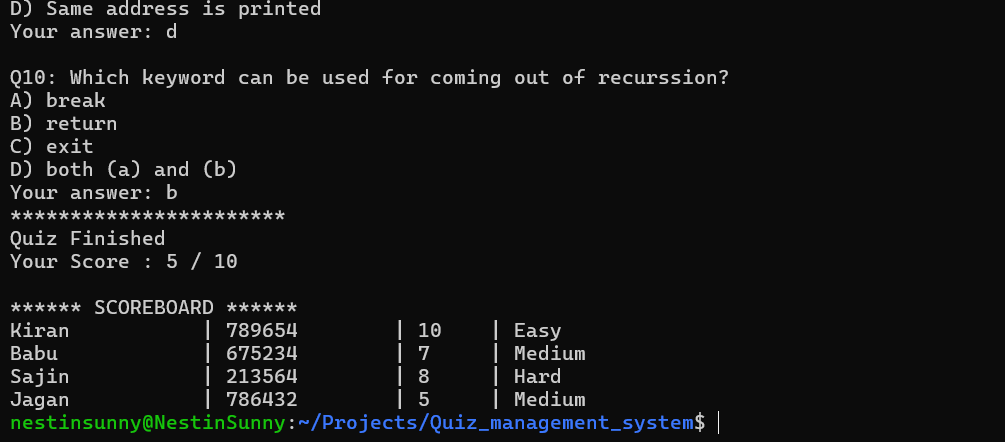 D) Same address is printed
Your answer: d
Q10: Which keyword can be used for coming out of recurssion?
A) break
B) return
C) exit
D) both (a) and (b)
Your answer: b
***********************
Quiz Finished
Your Score : 5 / 10
****** SCOREBOARD ******
Kiran           | 789654        | 10    | Easy
Babu            | 675234        | 7     | Medium
Sajin           | 213564        | 8     | Hard
Jagan           | 786432        | 5     | Medium
nestinsunny@NestinSunny:~/Projects/Quiz_management_system$